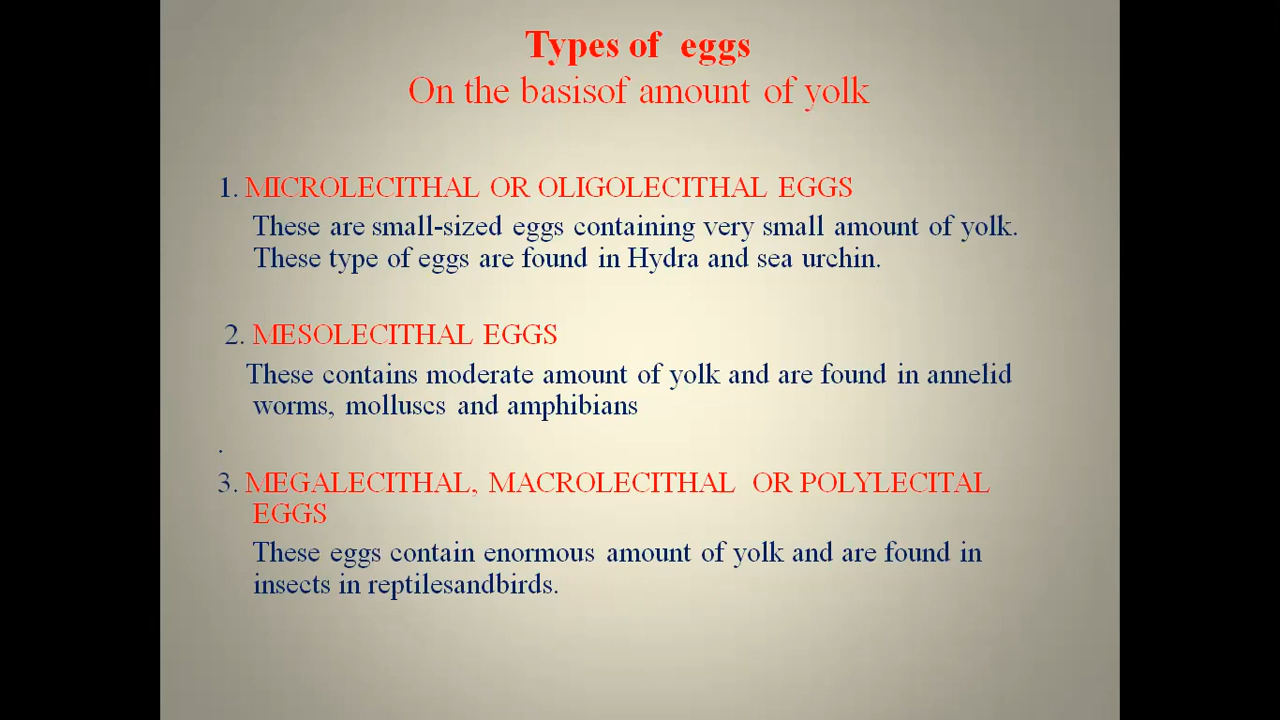 Types of eggs
On the basisof amount of yolk
1. MICROLECITHAL OR OLIGOLECITHAL EGGS
These are small-sized eggs containing very small amount of yolk.
These type of eggs are found in Hydra and sea urchin.
2. MESOLECITHAL EGGS
These contains moderate amount of yolk and are found in annelid
worms, molluscs and amphibians
.
3. MEGALECITHAL, MACROLECITHAL OR POLYLECITAL
EGGS
These eggs contain enormous amount of yolk and are found in
insects in reptilesandbirds.